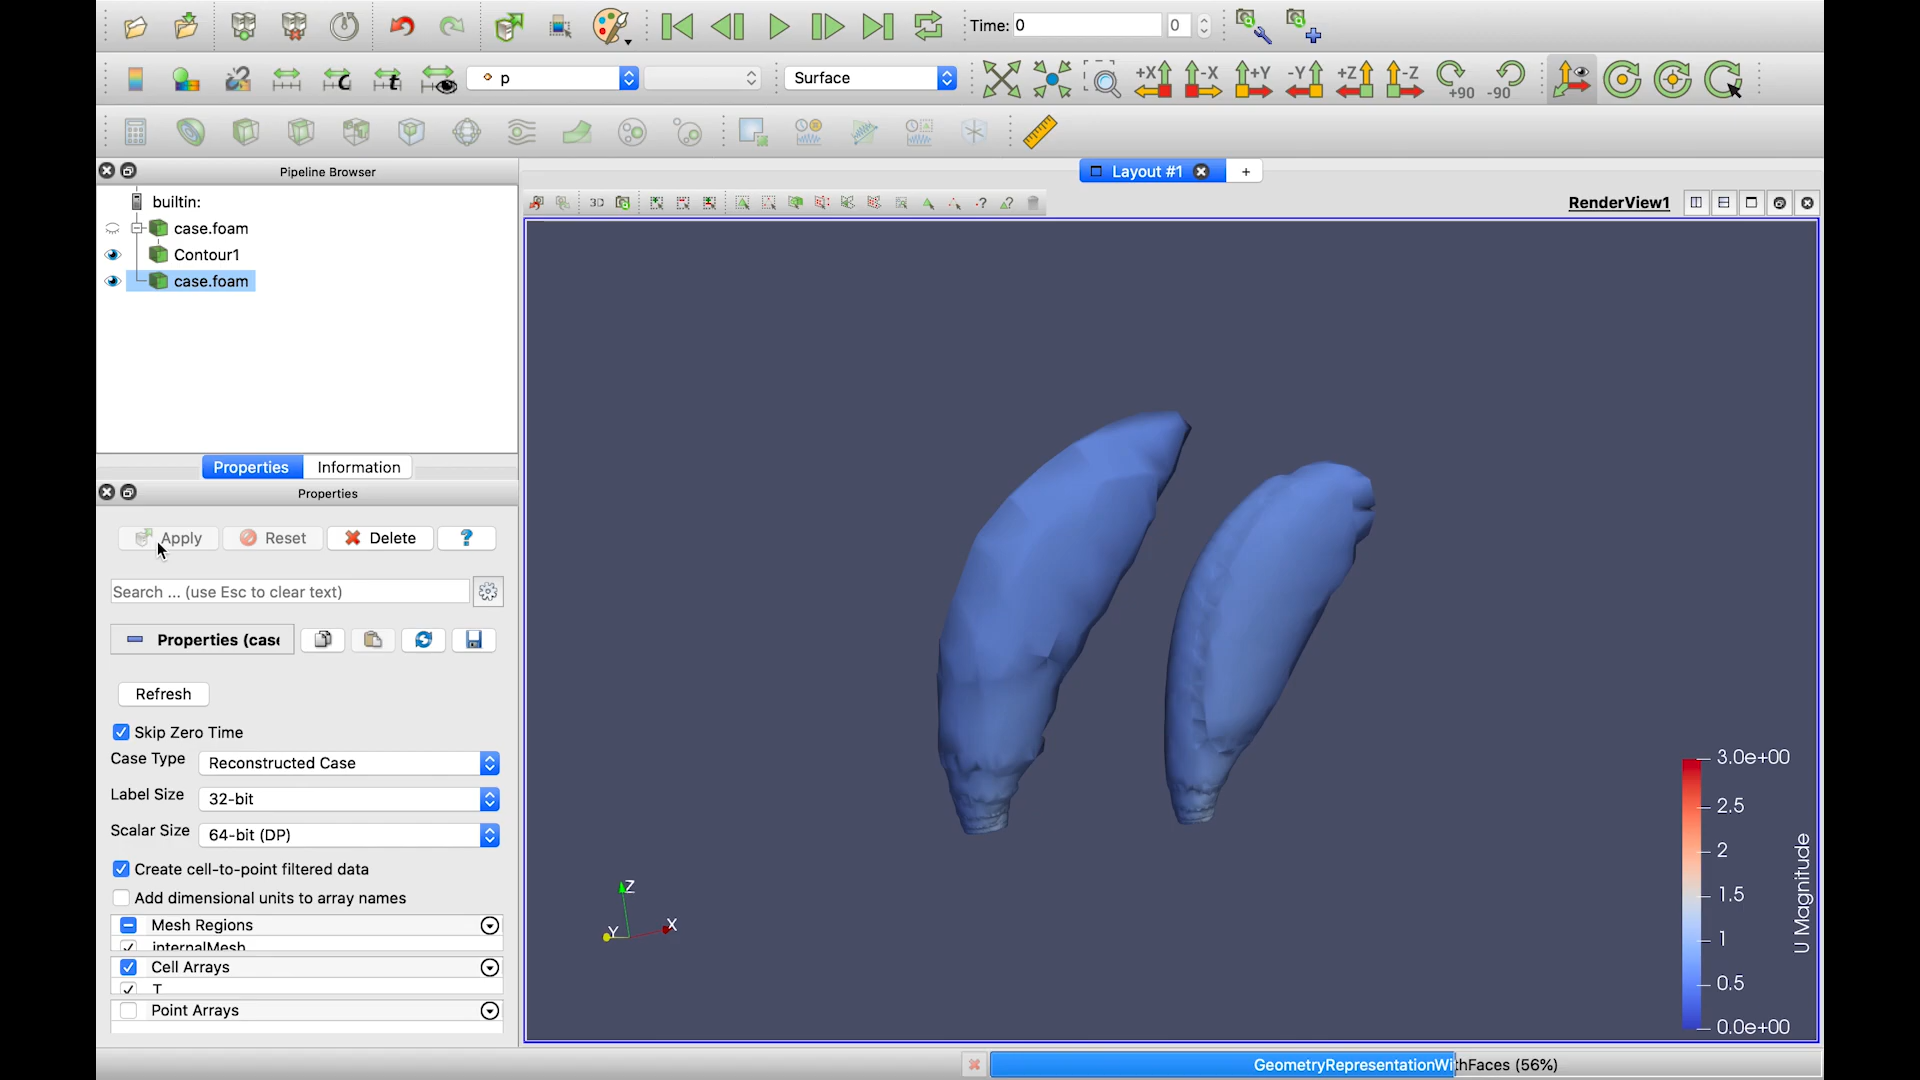 Time: 0 0
+X -X +Y -Y +Z -Z +90 -90
C t p Surface
Pipeline Browser
Layout #1 +
builtin:
3D ? RenderView1
case.foam
Contour1
case.foam
Properties Information
Properties
Apply Reset Delete ?
Search ... (use Esc to clear text)
Properties (case
Refresh
Skip Zero Time
Case Type Reconstructed Case
Label Size 32-bit
Scalar Size 64-bit (DP)
Create cell-to-point filtered data
Add dimensional units to array names
Mesh Regions
internalMesh
Cell Arrays
T
Point Arrays
Z
X
Y
3.0e+00
2.5
2
1.5
1
0.5
0.0e+00
U Magnitude
GeometryRepresentationWithFaces (56%)